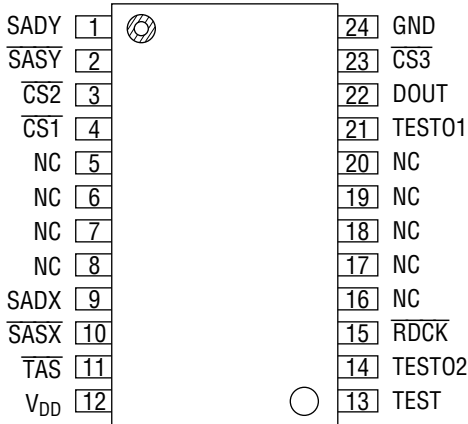 SADY 1 24 GND
SASY 2 23 CS3
CS2 3 22 DOUT
CS1 4 21 TESTO1
NC 5 20 NC
NC 6 19 NC
NC 7 18 NC
NC 8 17 NC
SADX 9 16 NC
SASX 10 15 RDCK
TAS 11 14 TESTO2
VDD 12 13 TEST